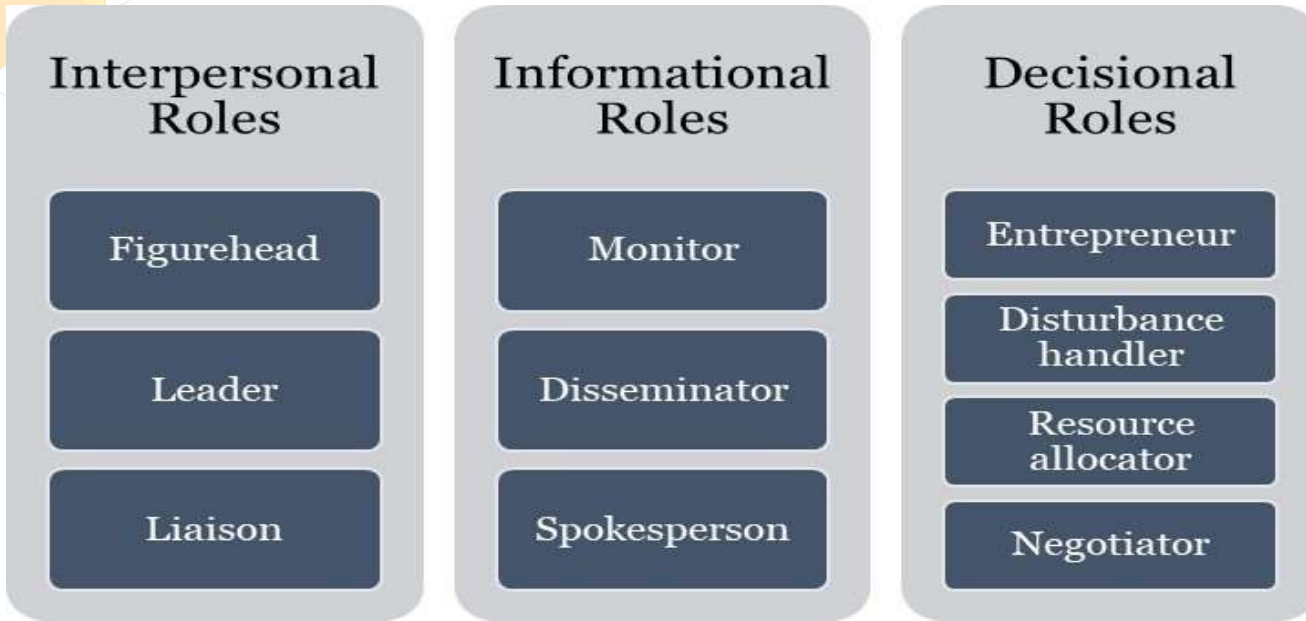 Interpersonal
Roles
Figurehead
Leader
Liaison
Informational
Roles
Monitor
Disseminator
Spokesperson
Decisional
Roles
Entrepreneur
Disturbance
handler
Resource
allocator
Negotiator